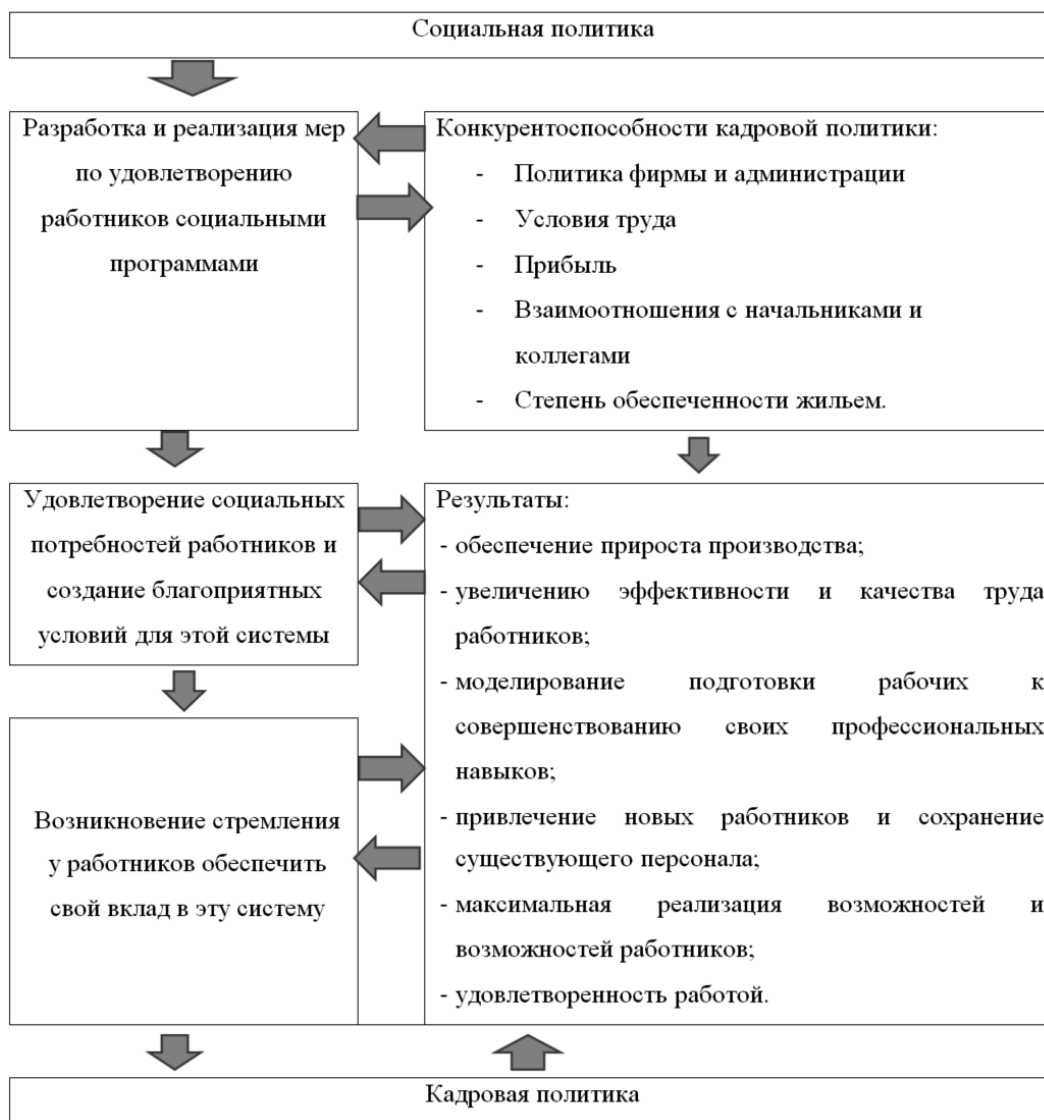 Социальная политика
Разработка и реализация мер
по удовлетворению
работников социальными
программами
Конкурентоспособности кадровой политики:
- Политика фирмы и администрации
- Условия труда
- Прибыль
- Взаимоотношения с начальниками и
коллегами
- Степень обеспеченности жильем.
Удовлетворение социальных
потребностей работников и
создание благоприятных
условий для этой системы
Результаты:
- обеспечение прироста производства;
- увеличению эффективности и качества труда
работников;
- моделирование подготовки рабочих к
совершенствованию своих профессиональных
навыков;
- привлечение новых работников и сохранение
существующего персонала;
- максимальная реализация возможностей и
возможностей работников;
- удовлетворенность работой.
Возникновение стремления
у работников обеспечить
свой вклад в эту систему
Кадровая политика